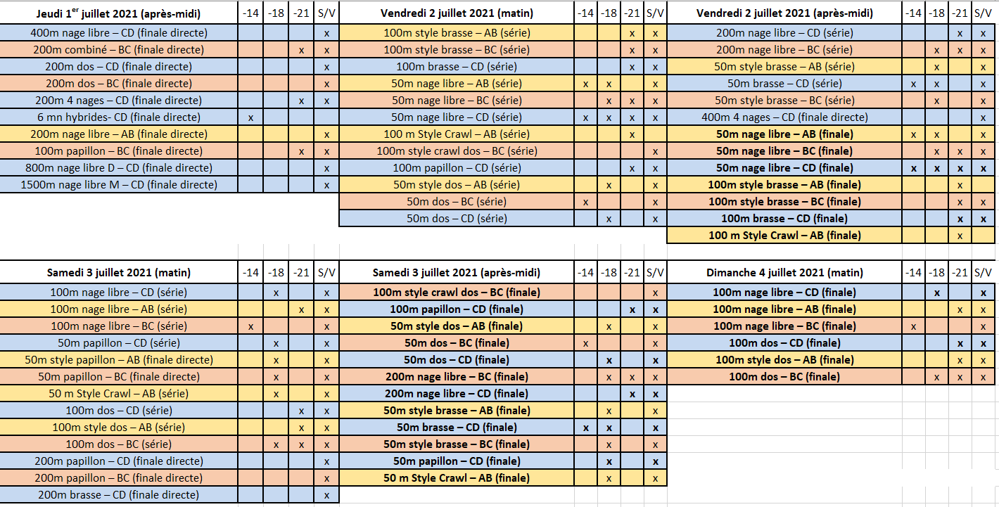 Jeudi 1er juillet 2021 (après-midi) -14 -18 -21 S/V
400m nage libre – CD (finale directe) x
200m combiné – BC (finale directe) x x
200m dos – CD (finale directe) x
200m dos – BC (finale directe) x
200m 4 nages – CD (finale directe) x x
6 mn hybrides- CD (finale directe) x
200m nage libre – AB (finale directe) x
100m papillon – BC (finale directe) x x
800m nage libre D – CD (finale directe) x
1500m nage libre M – CD (finale directe) x
Vendredi 2 juillet 2021 (matin) -14 -18 -21 S/V
100m style brasse – AB (série) x x
100m style brasse – BC (série) x x
100m brasse – CD (série) x x
50m nage libre – AB (série) x x x
50m nage libre – BC (série) x x x
50m nage libre – CD (série) x x x x
100 m Style Crawl – AB (série) x
100m style crawl dos – BC (série) x
100m papillon – CD (série) x x
50m style dos – AB (série) x x
50m dos – BC (série) x x
50m dos – CD (série) x x
Vendredi 2 juillet 2021 (après-midi) -14 -18 -21 S/V
200m nage libre – CD (série) x x
200m nage libre – BC (série) x x x
50m style brasse – AB (série) x x
50m brasse – CD (série) x x x
50m style brasse – BC (série) x x
400m 4 nages – CD (finale directe) x
50m nage libre – AB (finale) x x x
50m nage libre – BC (finale) x x x
50m nage libre – CD (finale) x x x x
100m style brasse – AB (finale) x
100m style brasse – BC (finale) x x
100m brasse – CD (finale) x x
100 m Style Crawl – AB (finale) x
Samedi 3 juillet 2021 (matin) -14 -18 -21 S/V
100m nage libre – CD (série) x x
100m nage libre – AB (série) x x
100m nage libre – BC (série) x x
50m papillon – CD (série) x x
50m style papillon – AB (finale directe) x x
50m papillon – BC (finale directe) x x
50 m Style Crawl – AB (série) x x
100m dos – CD (série) x x
100m style dos – AB (série) x x
100m dos – BC (série) x x x
200m papillon – CD (finale directe) x
200m papillon – BC (finale directe) x
200m brasse – CD (finale directe) x
Samedi 3 juillet 2021 (après-midi) -14 -18 -21 S/V
100m style crawl dos – BC (finale) x
100m papillon – CD (finale) x x
50m style dos – AB (finale) x x
50m dos – BC (finale) x x
50m dos – CD (finale) x x
200m nage libre – BC (finale) x x x
200m nage libre – CD (finale) x x
50m style brasse – AB (finale) x x
50m brasse – CD (finale) x x x
50m style brasse – BC (finale) x x
50m papillon – CD (finale) x x
50 m Style Crawl – AB (finale) x x
Dimanche 4 juillet 2021 (matin) -14 -18 -21 S/V
100m nage libre – CD (finale) x x
100m nage libre – AB (finale) x x
100m nage libre – BC (finale) x x
100m dos – CD (finale) x x
100m style dos – AB (finale) x x
100m dos – BC (finale) x x x